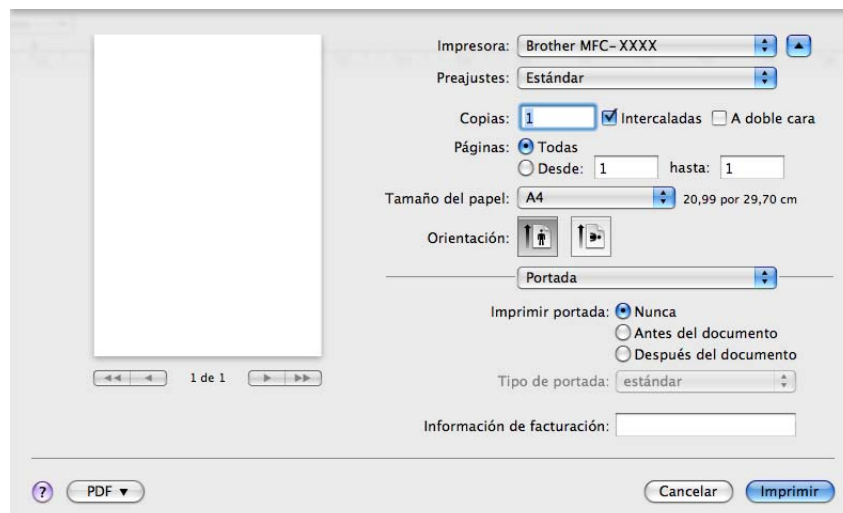 Impresora: Brother MFC-XXXX
Preajustes: Estándar
Copias: 1 Intercaladas A doble cara
Páginas: Todas
Desde: 1 hasta: 1
Tamaño del papel: A4 20,99 por 29,70 cm
Orientación:
Portada
Imprimir portada: Nunca
Antes del documento
Después del documento
1 de 1
Tipo de portada: estándar
Información de facturación:
? PDF Cancelar Imprimir